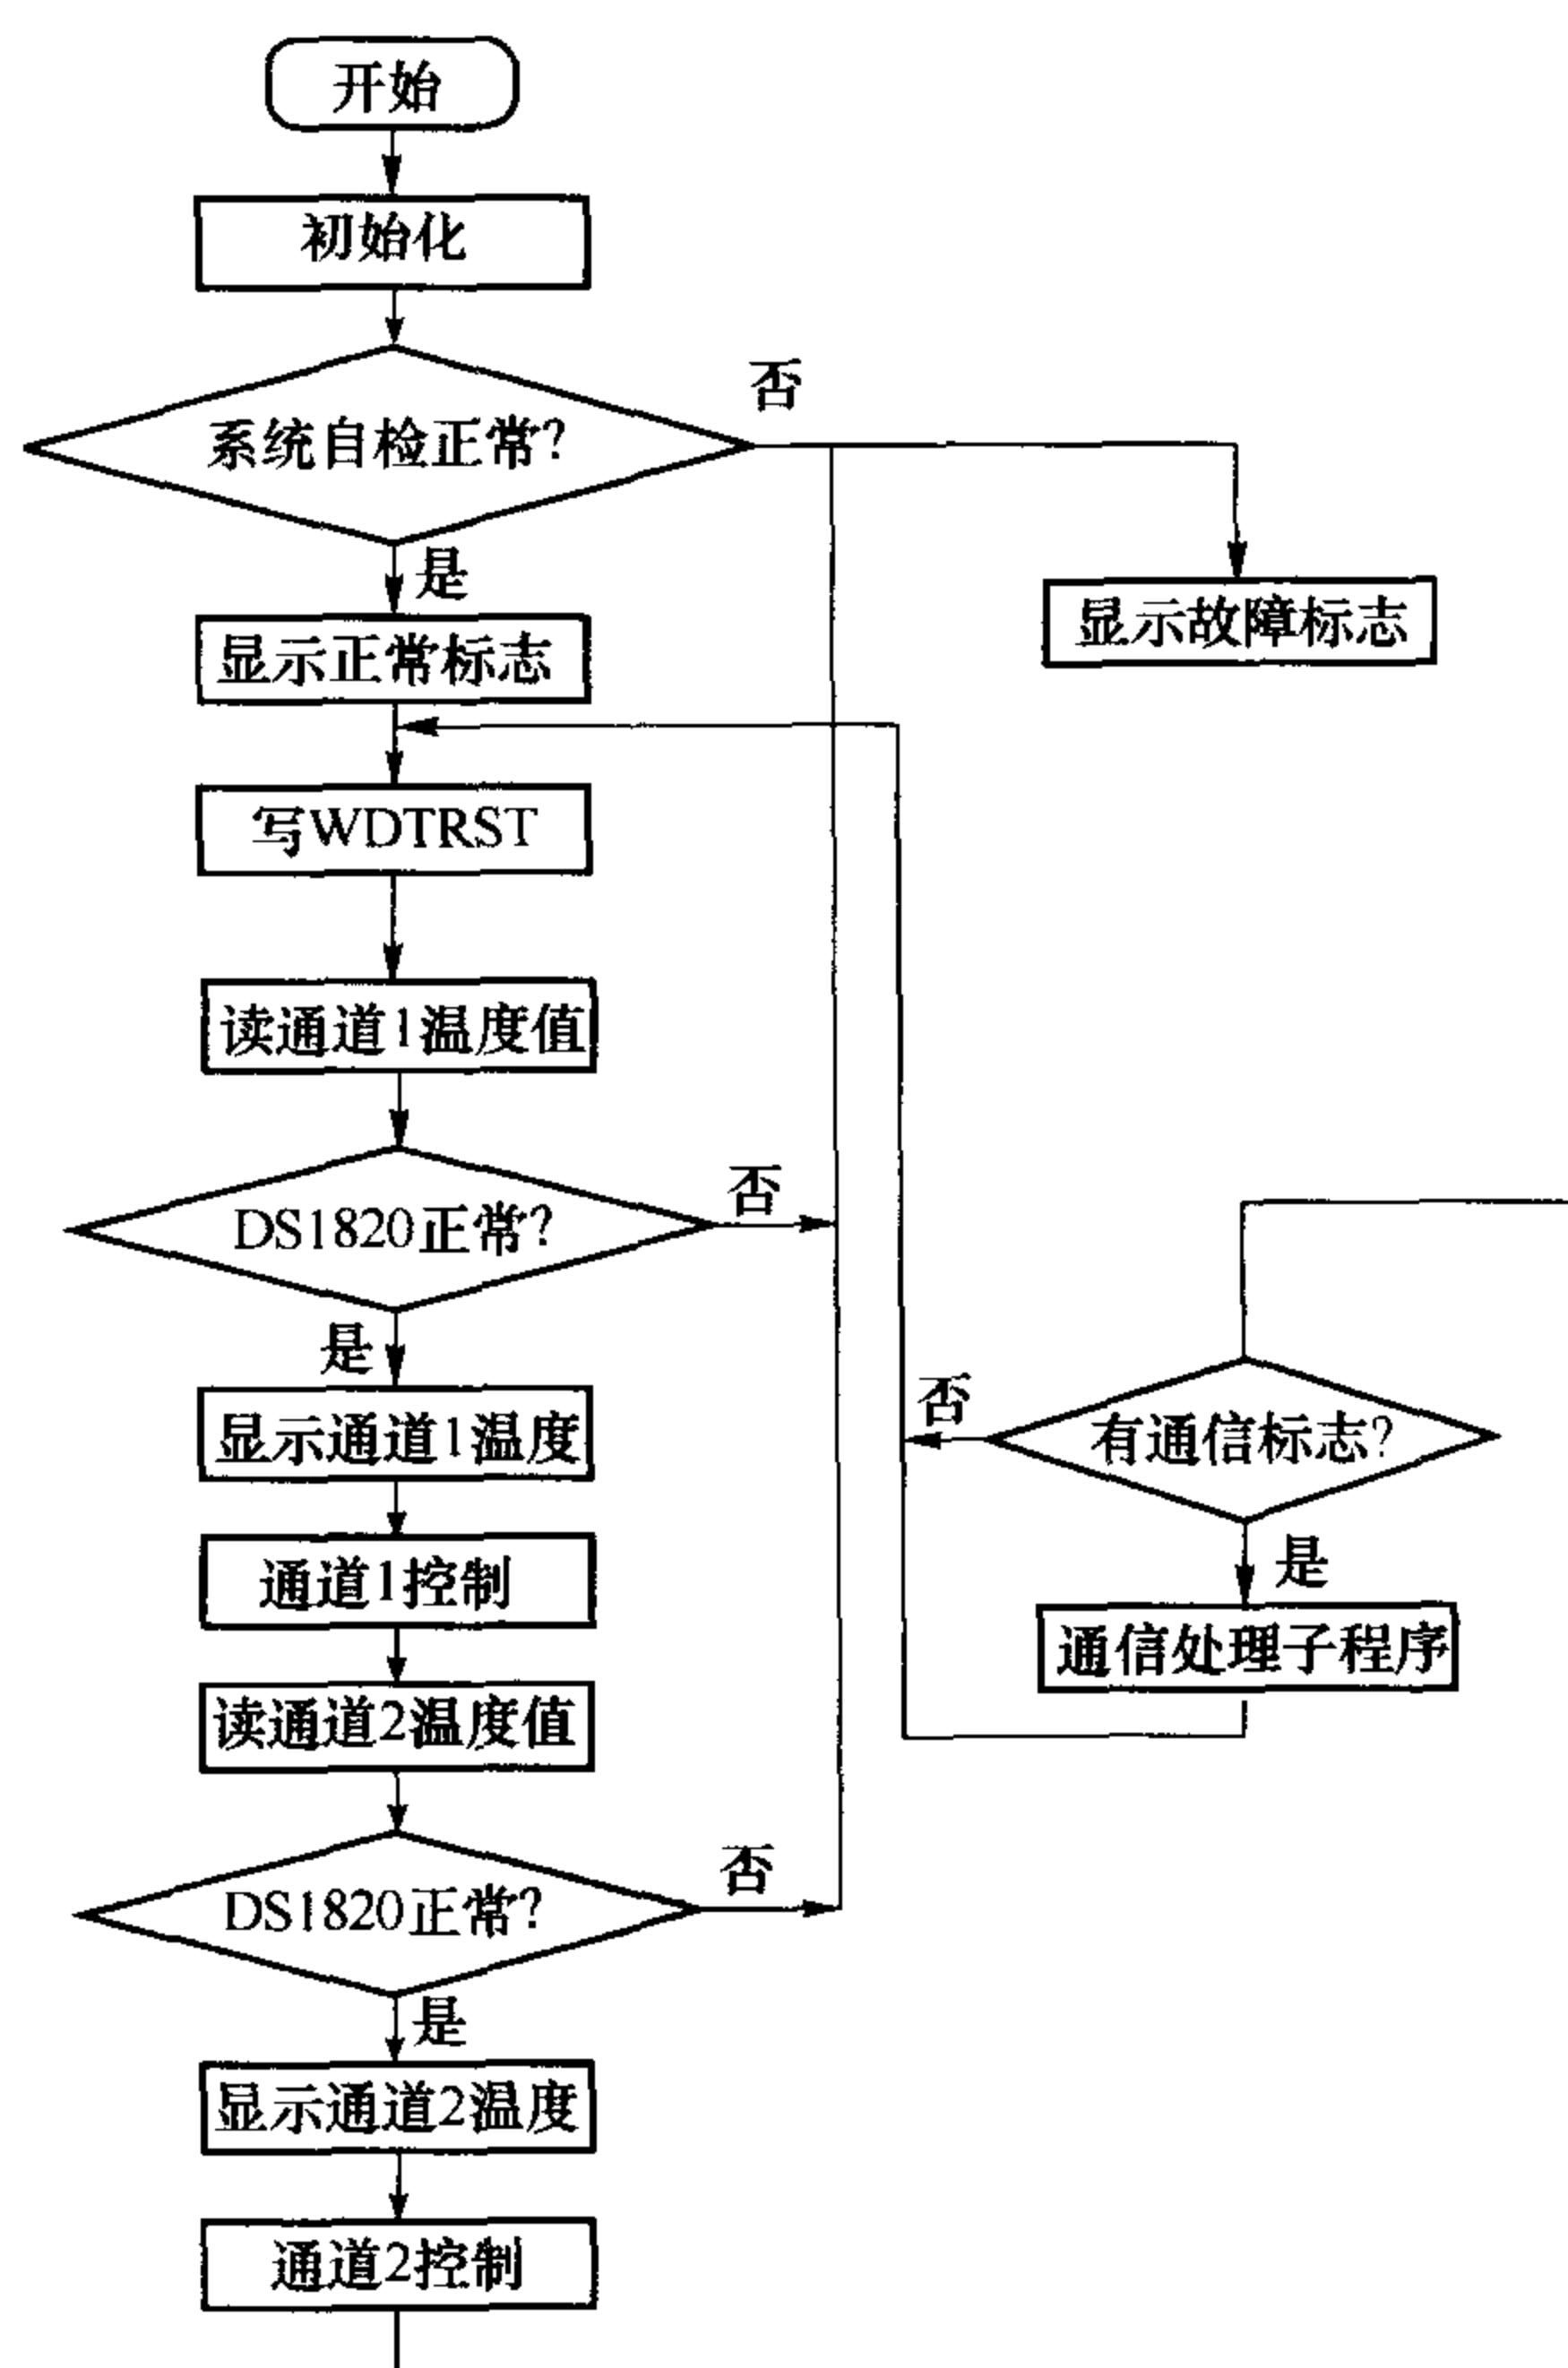 开始
初始化
系统自检正常?
否
是
显示正常标志
显示故障标志
写WDTRST
读通道1温度值
DS1820正常?
否
是
显示通道1温度
有通信标志?
否
是
通道1控制
通信处理子程序
读通道2温度值
DS1820正常?
否
是
显示通道2温度
通道2控制